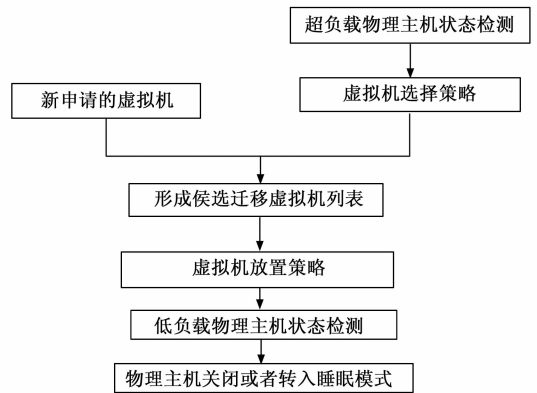 超负载物理主机状态检测
新申请的虚拟机
虚拟机选择策略
形成侯选迁移虚拟机列表
虚拟机放置策略
低负载物理主机状态检测
物理主机关闭或者转入睡眠模式